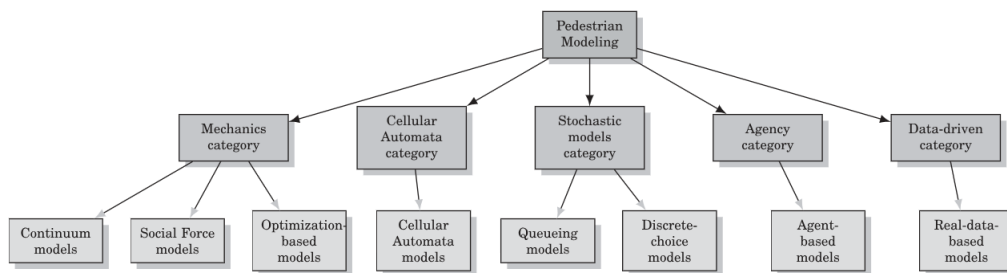 Pedestrian
Modeling
Mechanics
category
Cellular
Automata
category
Stochastic
models
category
Agency
category
Data-driven
category
Continuum
models
Social Force
models
Optimization-
based models
Cellular
Automata
models
Queueing
models
Discrete-
choice
models
Agent-
based
models
Real-data-
based models